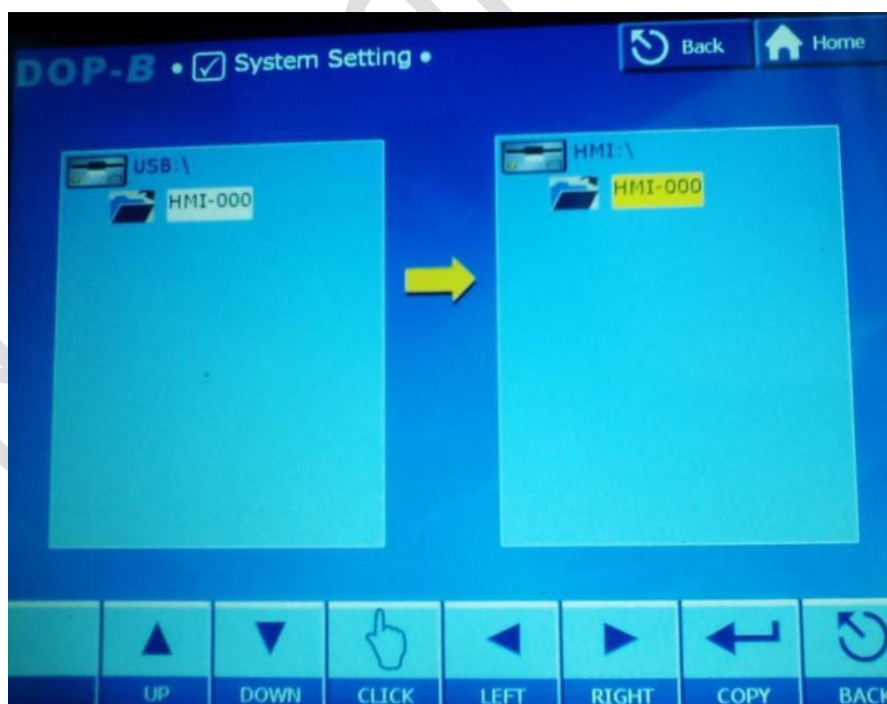 DOP-B • System Setting •
Back
Home
USB:\
HMI-000
HMI:\
HMI-000
UP
DOWN
CLICK
LEFT
RIGHT
COPY
BACK